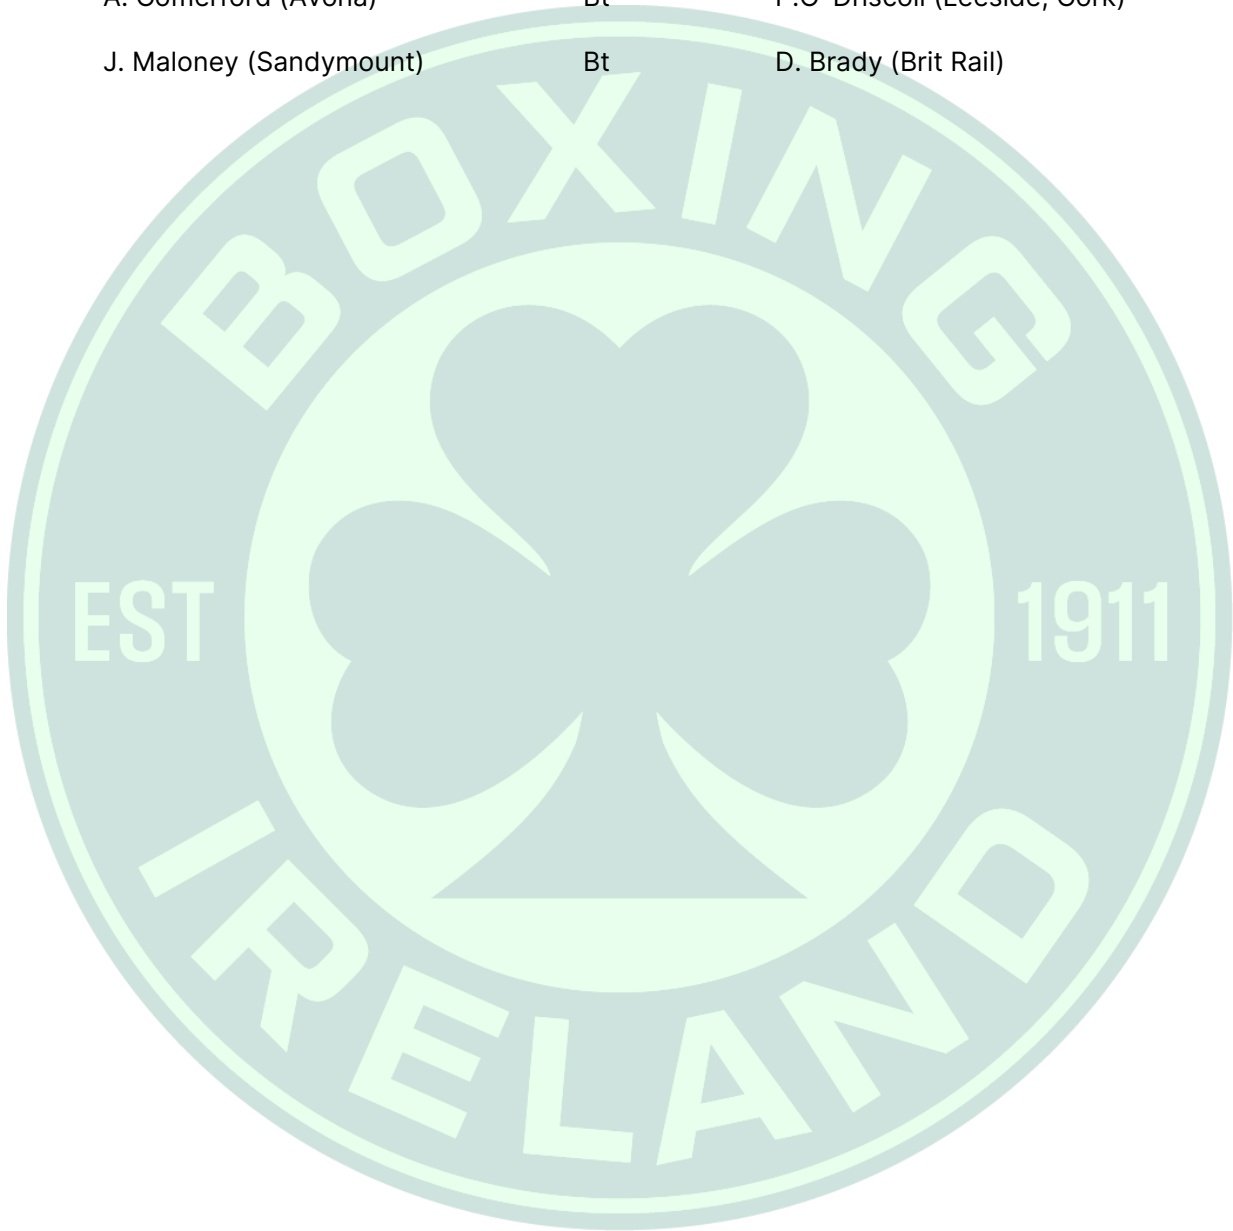 A. Comerford (Avona) Bt P.O' Driscoll (Leeside, Cork)
J. Maloney (Sandymount) Bt D. Brady (Brit Rail)
BOXING
EST 1911
IRELAND